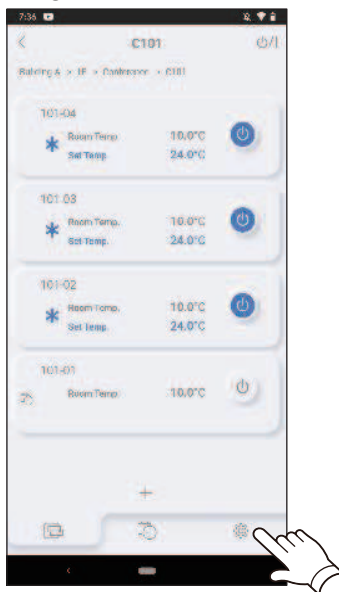 7:36
C101
⏻/I
Building A > 1F > Conference > C101
101-04
Room Temp. 10.0°C
Set Temp. 24.0°C
101-03
Room Temp. 10.0°C
Set Temp. 24.0°C
101-02
Room Temp. 10.0°C
Set Temp. 24.0°C
101-01
Room Temp. 10.0°C